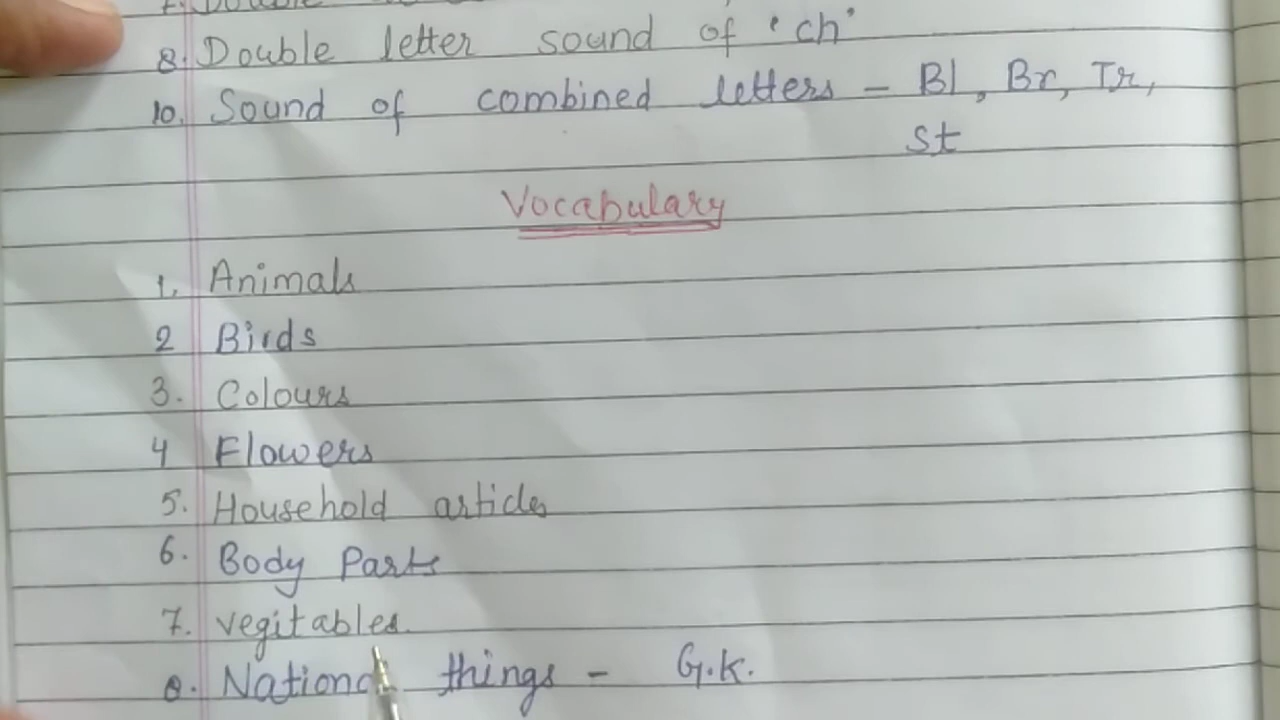 8. Double letter sound of 'ch'
10. Sound of combined letters - Bl, Br, Tr,
St
Vocabulary
1. Animals
2 Birds
3. Colours
4 Flowers
5. Household articles
6. Body Parts
7. vegitables.
8. National things - G.K.